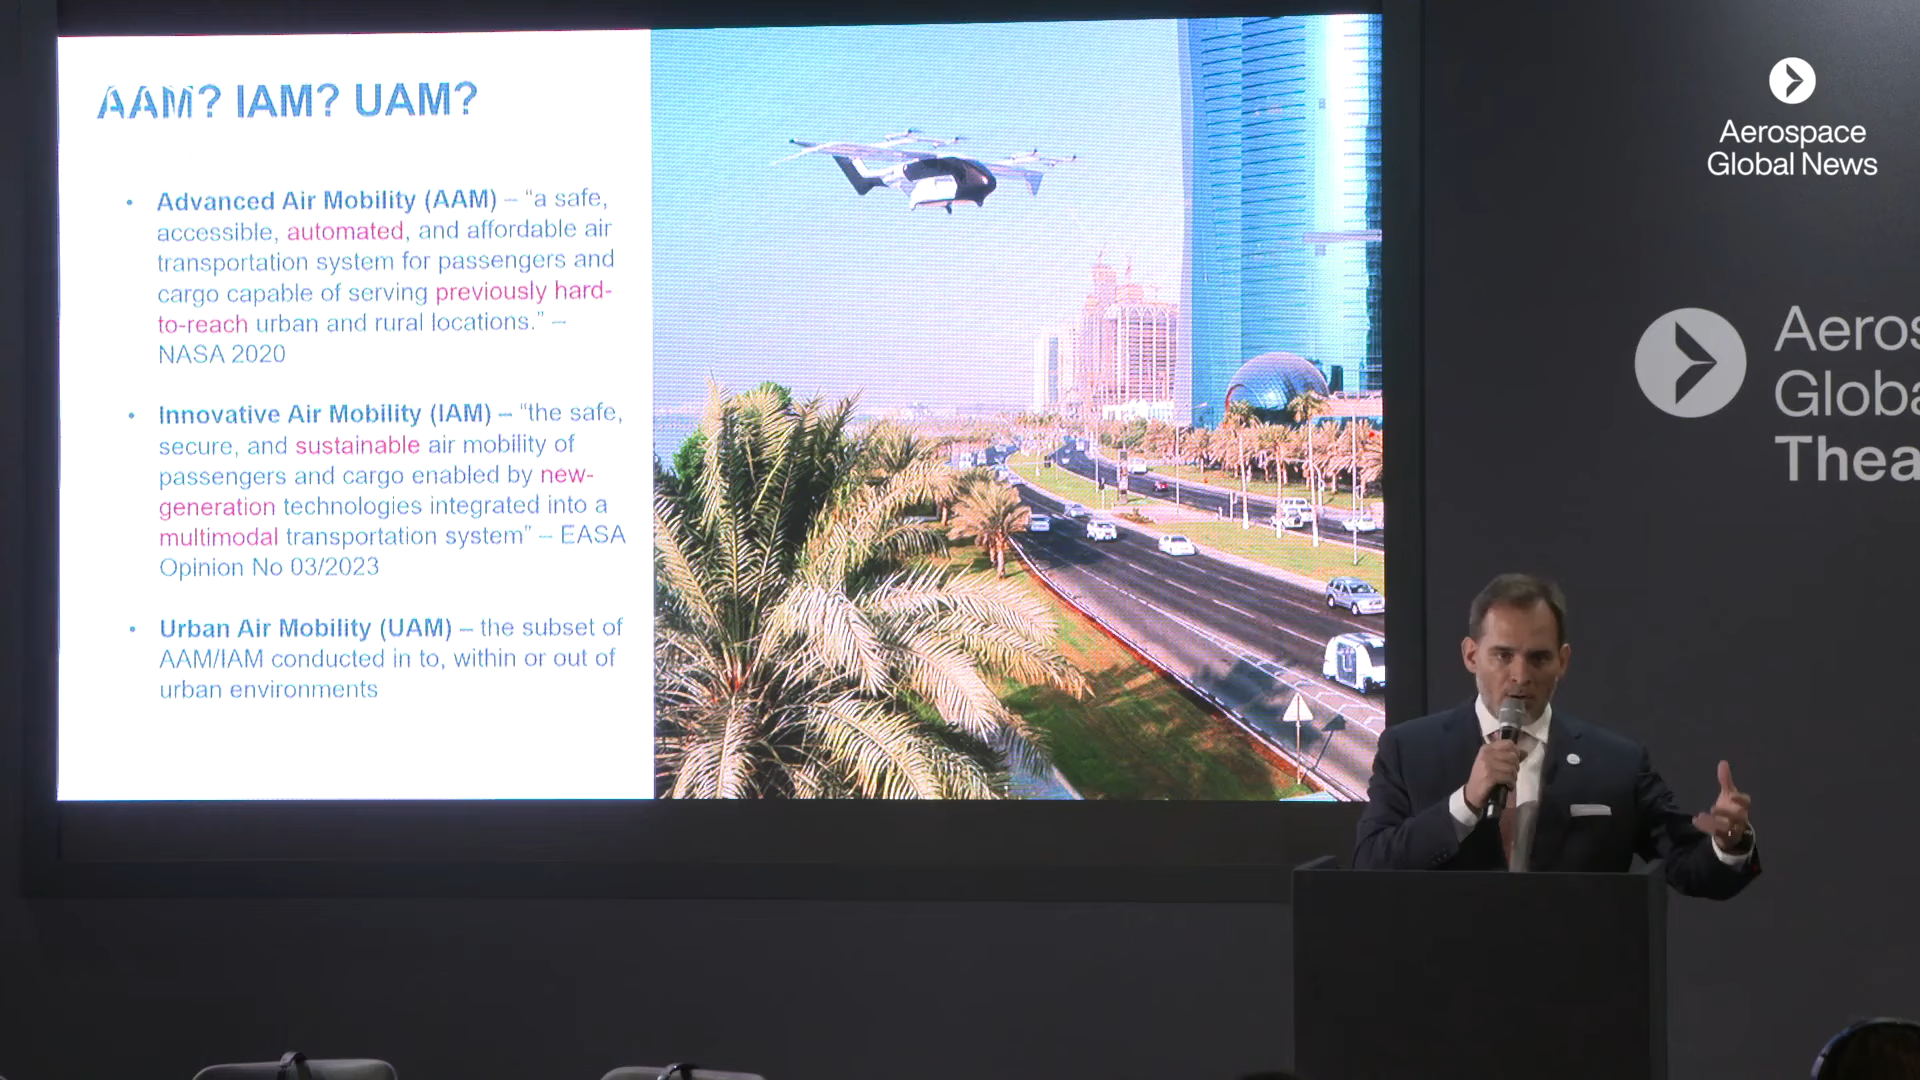 AAM? IAM? UAM?
• Advanced Air Mobility (AAM) – “a safe,
accessible, automated, and affordable air
transportation system for passengers and
cargo capable of serving previously hard-
to-reach urban and rural locations.” –
NASA 2020
• Innovative Air Mobility (IAM) – “the safe,
secure, and sustainable air mobility of
passengers and cargo enabled by new-
generation technologies integrated into a
multimodal transportation system” – EASA
Opinion No 03/2023
• Urban Air Mobility (UAM) – the subset of
AAM/IAM conducted in to, within or out of
urban environments
Aerospace
Global News
Aeros
Globa
Thea